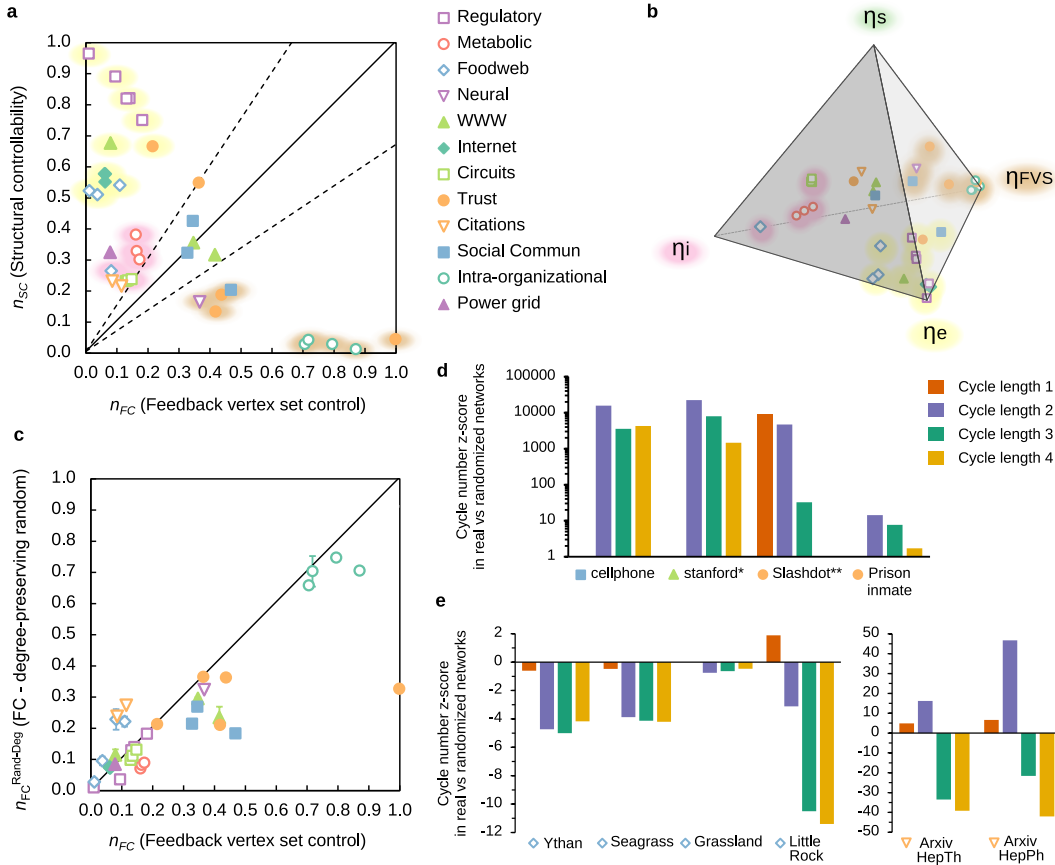 a
n_SC (Structural controllability)
1.0
0.9
0.8
0.7
0.6
0.5
0.4
0.3
0.2
0.1
0.0
0.0 0.1 0.2 0.3 0.4 0.5 0.6 0.7 0.8 0.9 1.0
n_FC (Feedback vertex set control)
Regulatory
Metabolic
Foodweb
Neural
WWW
Internet
Circuits
Trust
Citations
Social Commun
Intra-organizational
Power grid
b
ηs
ηFVS
ηi
ηe
c
n_FC^Rand-Deg (FC - degree-preserving random)
1.0
0.9
0.8
0.7
0.6
0.5
0.4
0.3
0.2
0.1
0.0
0.0 0.1 0.2 0.3 0.4 0.5 0.6 0.7 0.8 0.9 1.0
n_FC (Feedback vertex set control)
d
Cycle number z-score
in real vs randomized networks
100000
10000
1000
100
10
1
cellphone
stanford*
Slashdot**
Prison
inmate
Cycle length 1
Cycle length 2
Cycle length 3
Cycle length 4
e
Cycle number z-score
in real vs randomized networks
2
0
-2
-4
-6
-8
-10
-12
Ythan
Seagrass
Grassland
Little
Rock
50
40
30
20
10
0
-10
-20
-30
-40
-50
Arxiv
HepTh
Arxiv
HepPh